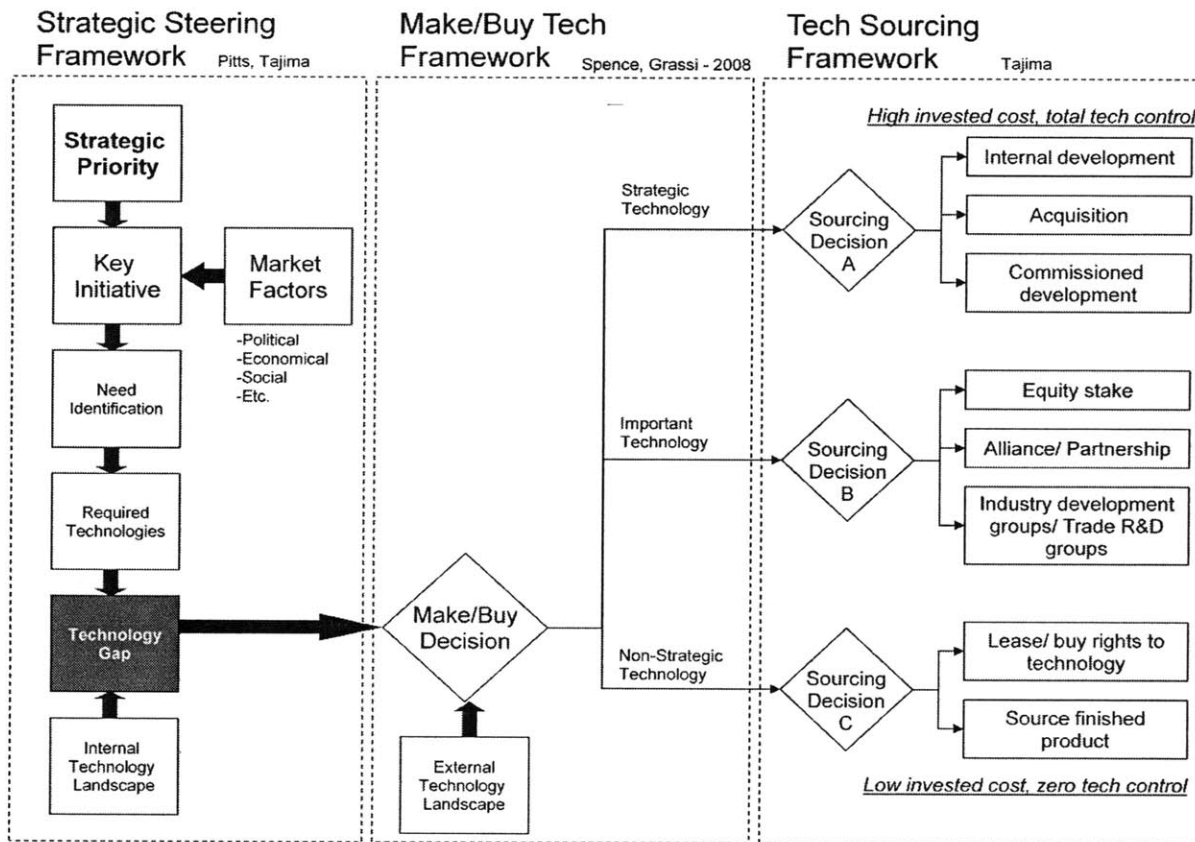 Strategic Steering
Framework Pitts, Tajima
Strategic
Priority
Key
Initiative
Market
Factors
-Political
-Economical
-Social
-Etc.
Need
Identification
Required
Technologies
Technology
Gap
Internal
Technology
Landscape
Make/Buy Tech
Framework Spence, Grassi - 2008
Make/Buy
Decision
External
Technology
Landscape
Strategic
Technology
Important
Technology
Non-Strategic
Technology
Tech Sourcing
Framework Tajima
High invested cost, total tech control
Sourcing
Decision
A
Internal development
Acquisition
Commissioned
development
Sourcing
Decision
B
Equity stake
Alliance/ Partnership
Industry development
groups/ Trade R&D
groups
Sourcing
Decision
C
Lease/ buy rights to
technology
Source finished
product
Low invested cost, zero tech control